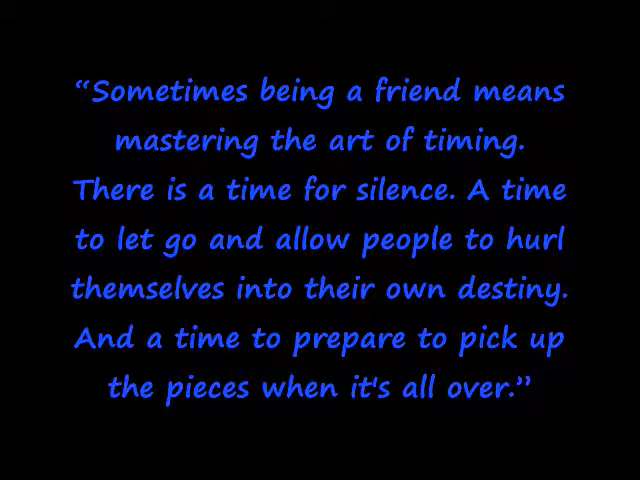 “Sometimes being a friend means
mastering the art of timing.
There is a time for silence. A time
to let go and allow people to hurl
themselves into their own destiny.
And a time to prepare to pick up
the pieces when it's all over.”